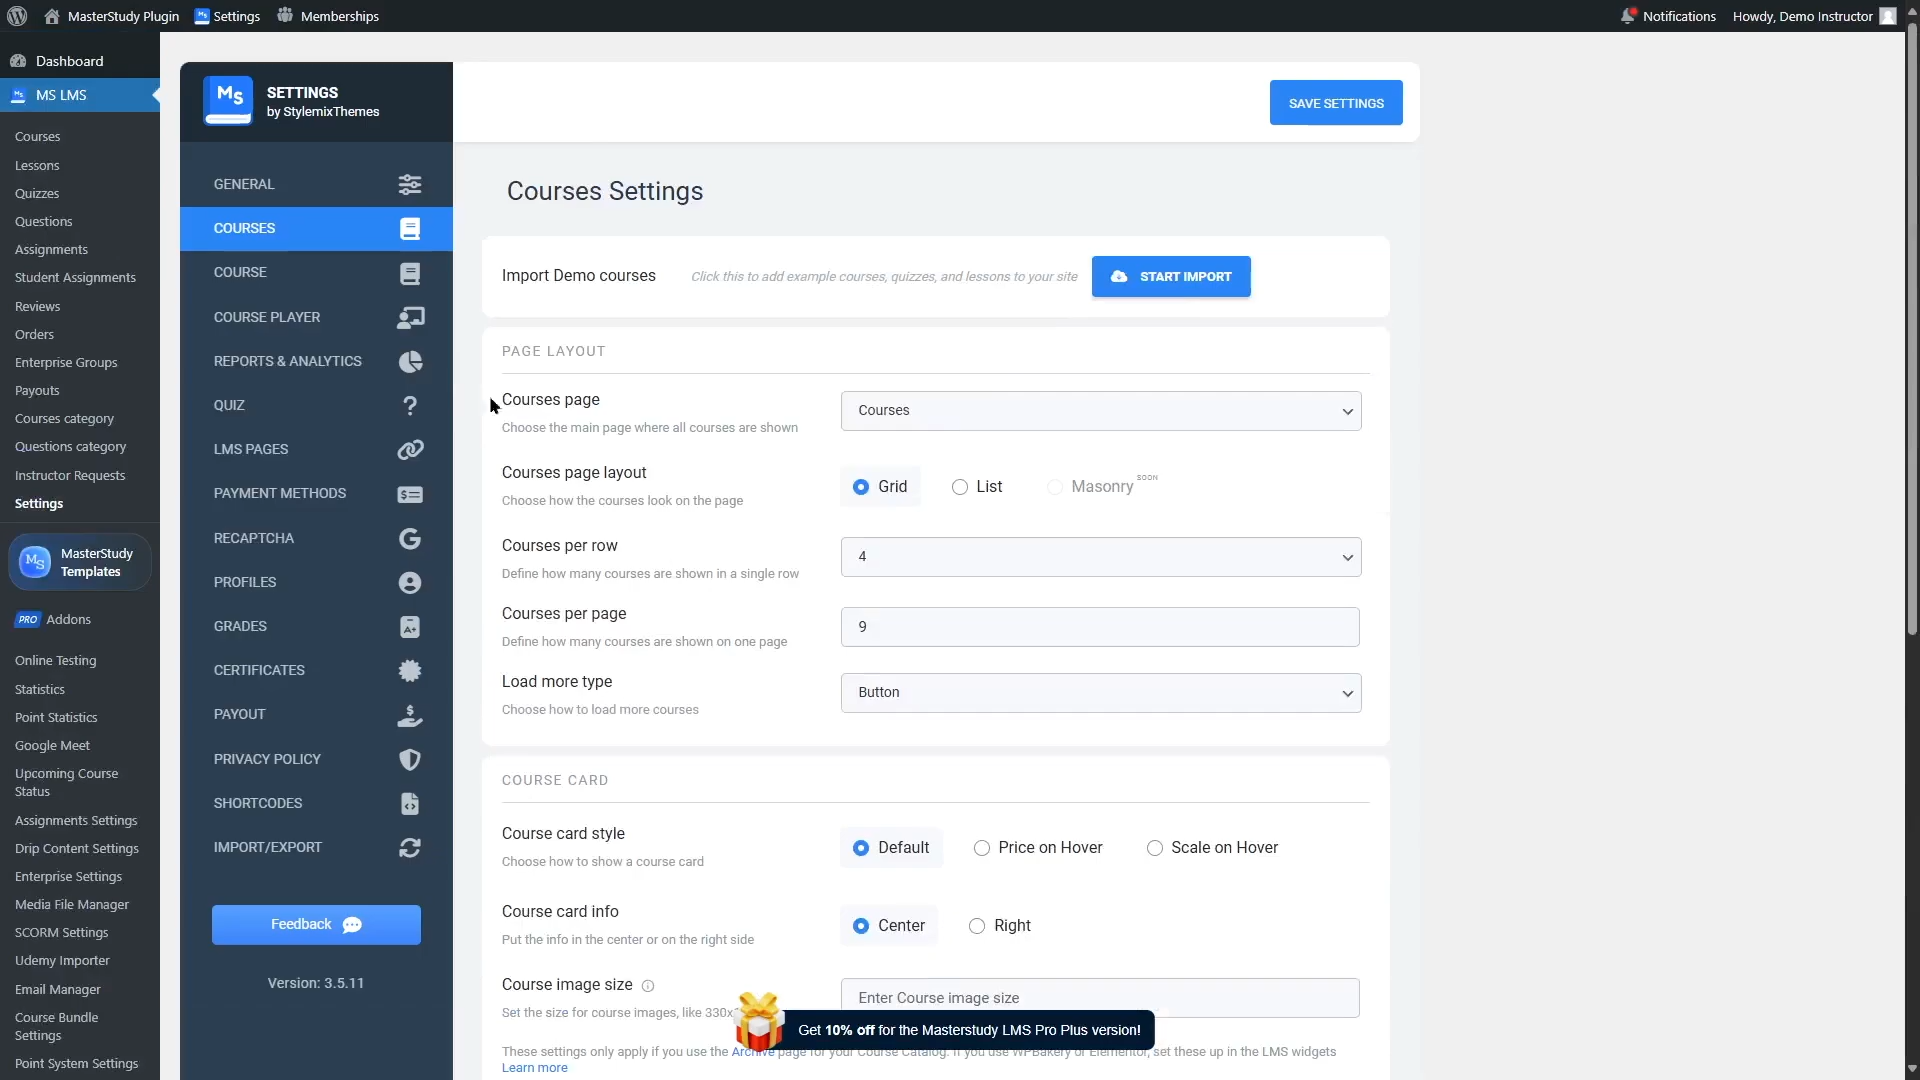 MasterStudy Plugin
Settings
Memberships
Notifications
Howdy, Demo Instructor
Dashboard
MS LMS
Courses
Lessons
Quizzes
Questions
Assignments
Student Assignments
Reviews
Orders
Enterprise Groups
Payouts
Courses category
Questions category
Instructor Requests
Settings
MasterStudy
Templates
PRO Addons
Online Testing
Statistics
Point Statistics
Google Meet
Upcoming Course
Status
Assignments Settings
Drip Content Settings
Enterprise Settings
Media File Manager
SCORM Settings
Udemy Importer
Email Manager
Course Bundle
Settings
Point System Settings
SETTINGS
by StylemixThemes
GENERAL
COURSES
COURSE
COURSE PLAYER
REPORTS & ANALYTICS
QUIZ
LMS PAGES
PAYMENT METHODS
RECAPTCHA
PROFILES
GRADES
CERTIFICATES
PAYOUT
PRIVACY POLICY
SHORTCODES
IMPORT/EXPORT
Feedback
Version: 3.5.11
SAVE SETTINGS
Courses Settings
Import Demo courses
Click this to add example courses, quizzes, and lessons to your site
START IMPORT
PAGE LAYOUT
Courses page
Choose the main page where all courses are shown
Courses
Courses page layout
Choose how the courses look on the page
Grid
List
Masonry SOON
Courses per row
Define how many courses are shown in a single row
4
Courses per page
Define how many courses are shown on one page
9
Load more type
Choose how to load more courses
Button
COURSE CARD
Course card style
Choose how to show a course card
Default
Price on Hover
Scale on Hover
Course card info
Put the info in the center or on the right side
Center
Right
Course image size
Set the size for course images, like 330x
Enter Course image size
Get 10% off for the Masterstudy LMS Pro Plus version!
These settings only apply if you use the Archive page for your Course Catalog. If you use WPBakery or Elementor, set these up in the LMS widgets
Learn more